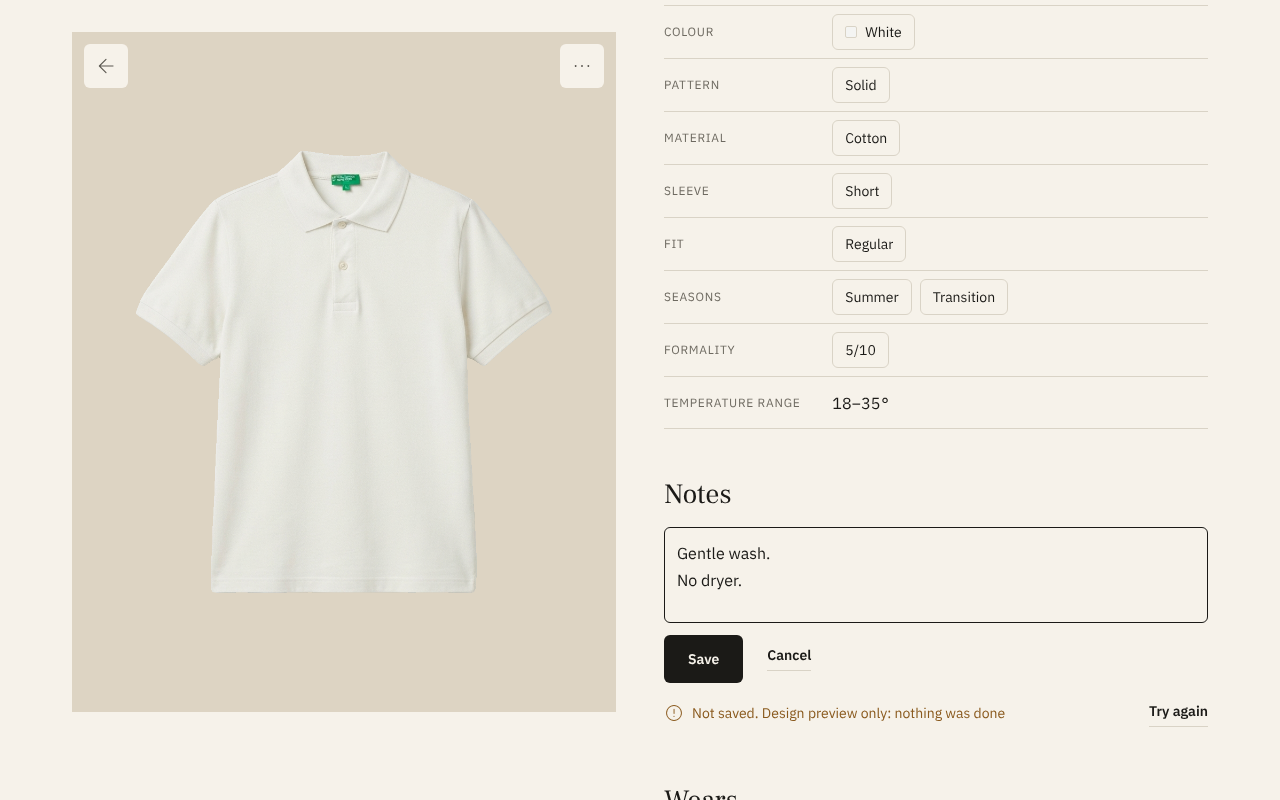 COLOUR
White
PATTERN
Solid
MATERIAL
Cotton
SLEEVE
Short
FIT
Regular
SEASONS
Summer
Transition
FORMALITY
5/10
TEMPERATURE RANGE
18–35°
Notes
Gentle wash.
No dryer.
Save
Cancel
Not saved. Design preview only: nothing was done
Try again
Wears